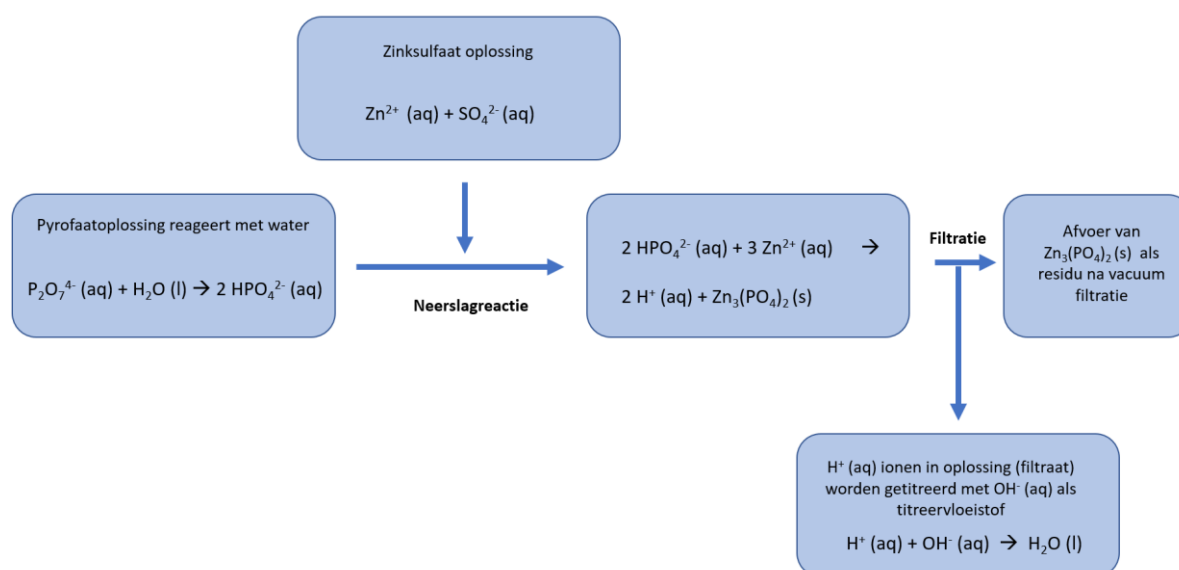 Zinksulfaat oplossing
Zn²⁺ (aq) + SO₄²⁻ (aq)
Pyrofaatoplossing reageert met water
P₂O₇⁴⁻ (aq) + H₂O (l) → 2 HPO₄²⁻ (aq)
Neerslagreactie
2 HPO₄²⁻ (aq) + 3 Zn²⁺ (aq) →
2 H⁺ (aq) + Zn₃(PO₄)₂ (s)
Filtratie
Afvoer van
Zn₃(PO₄)₂ (s) als
residu na vacuum
filtratie
H⁺ (aq) ionen in oplossing (filtraat)
worden getitreerd met OH⁻ (aq) als
titreervloeistof
H⁺ (aq) + OH⁻ (aq) → H₂O (l)